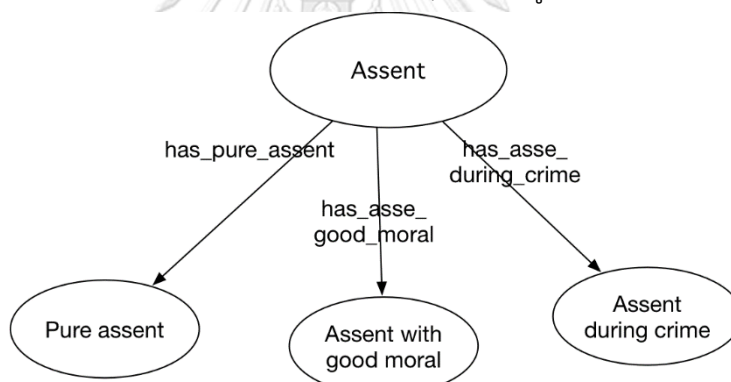 Assent
has_pure_assent
has_asse_
during_crime
has_asse_
good_moral
Pure assent
Assent with
good moral
Assent
during crime